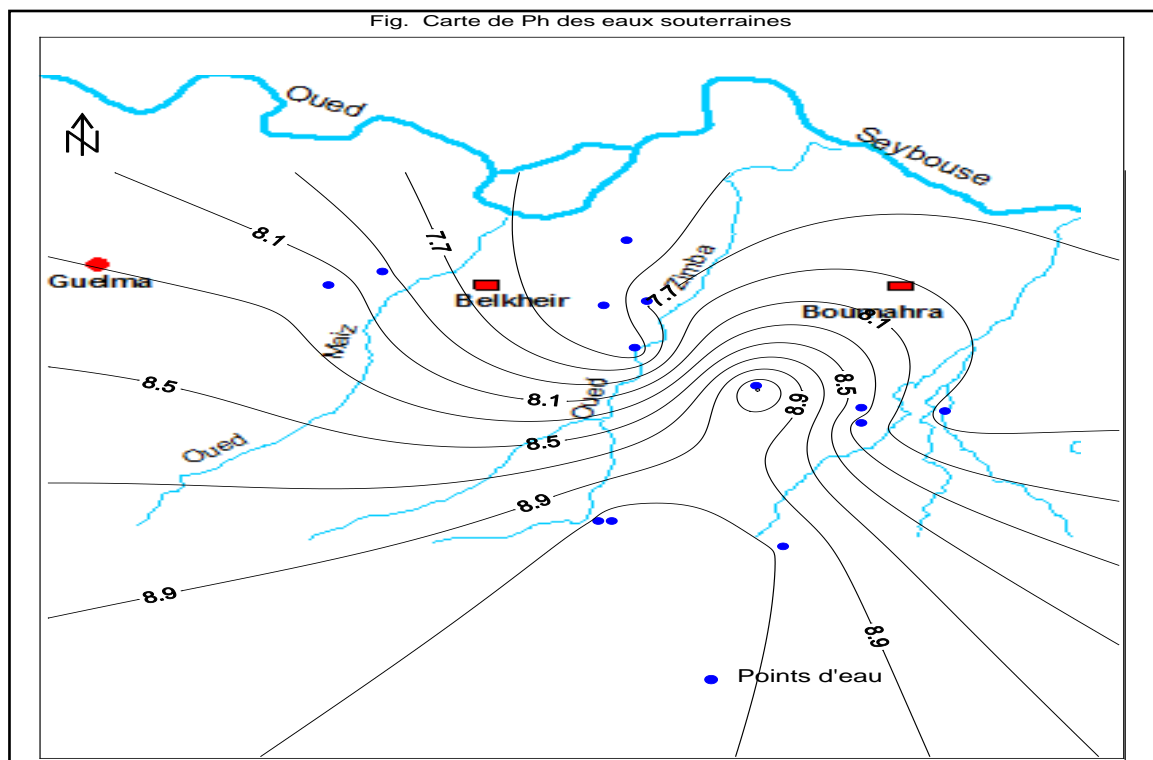 Fig. Carte de Ph des eaux souterraines
Oued
Seybouse
N
8.1
7.7
Zimba
7.7
Guelma
Belkheir
Boumahra
8.1
Maiz
8.5
8.1
Oued
8.9
8.5
Oued
8.5
8.9
8.9
8.9
Points d'eau